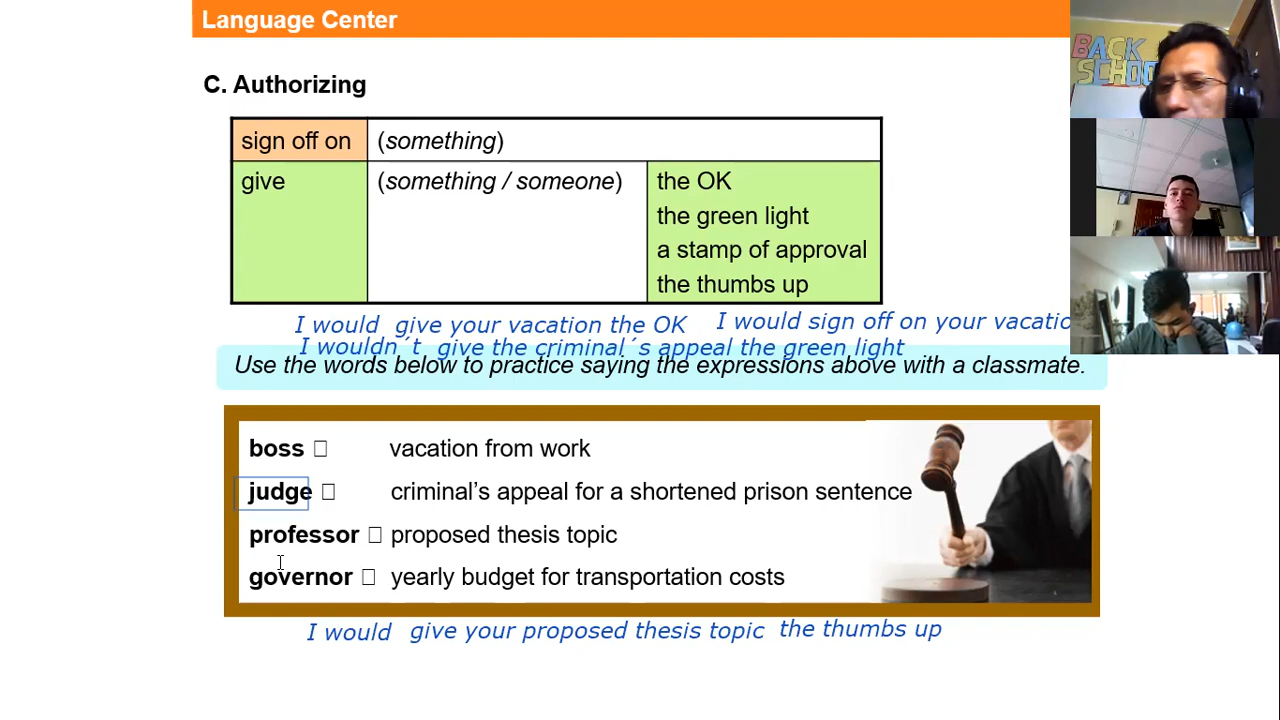 Language Center
BACK
SCHOO
C. Authorizing
sign off on (something)
give (something / someone) the OK
the green light
a stamp of approval
the thumbs up
I would give your vacation the OK I would sign off on your vacatio
I wouldn´t give the criminal´s appeal the green light
Use the words below to practice saying the expressions above with a classmate.
boss vacation from work
judge criminal’s appeal for a shortened prison sentence
professor proposed thesis topic
governor yearly budget for transportation costs
I would give your proposed thesis topic the thumbs up